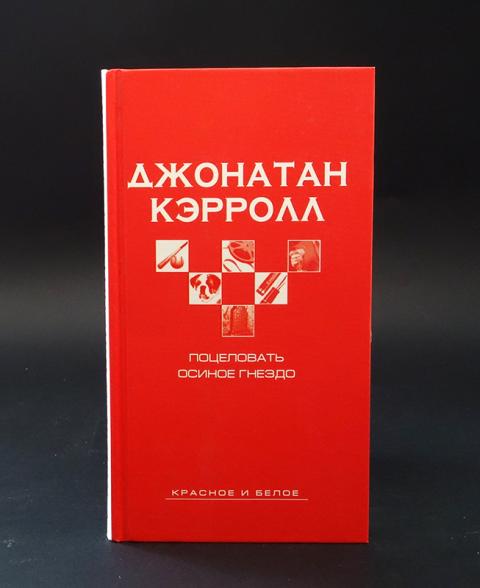 ДЖОНАТАН
КЭРРОЛЛ
ПОЦЕЛОВАТЬ
ОСИНОЕ ГНЕЗДО
КРАСНОЕ И БЕЛОЕ